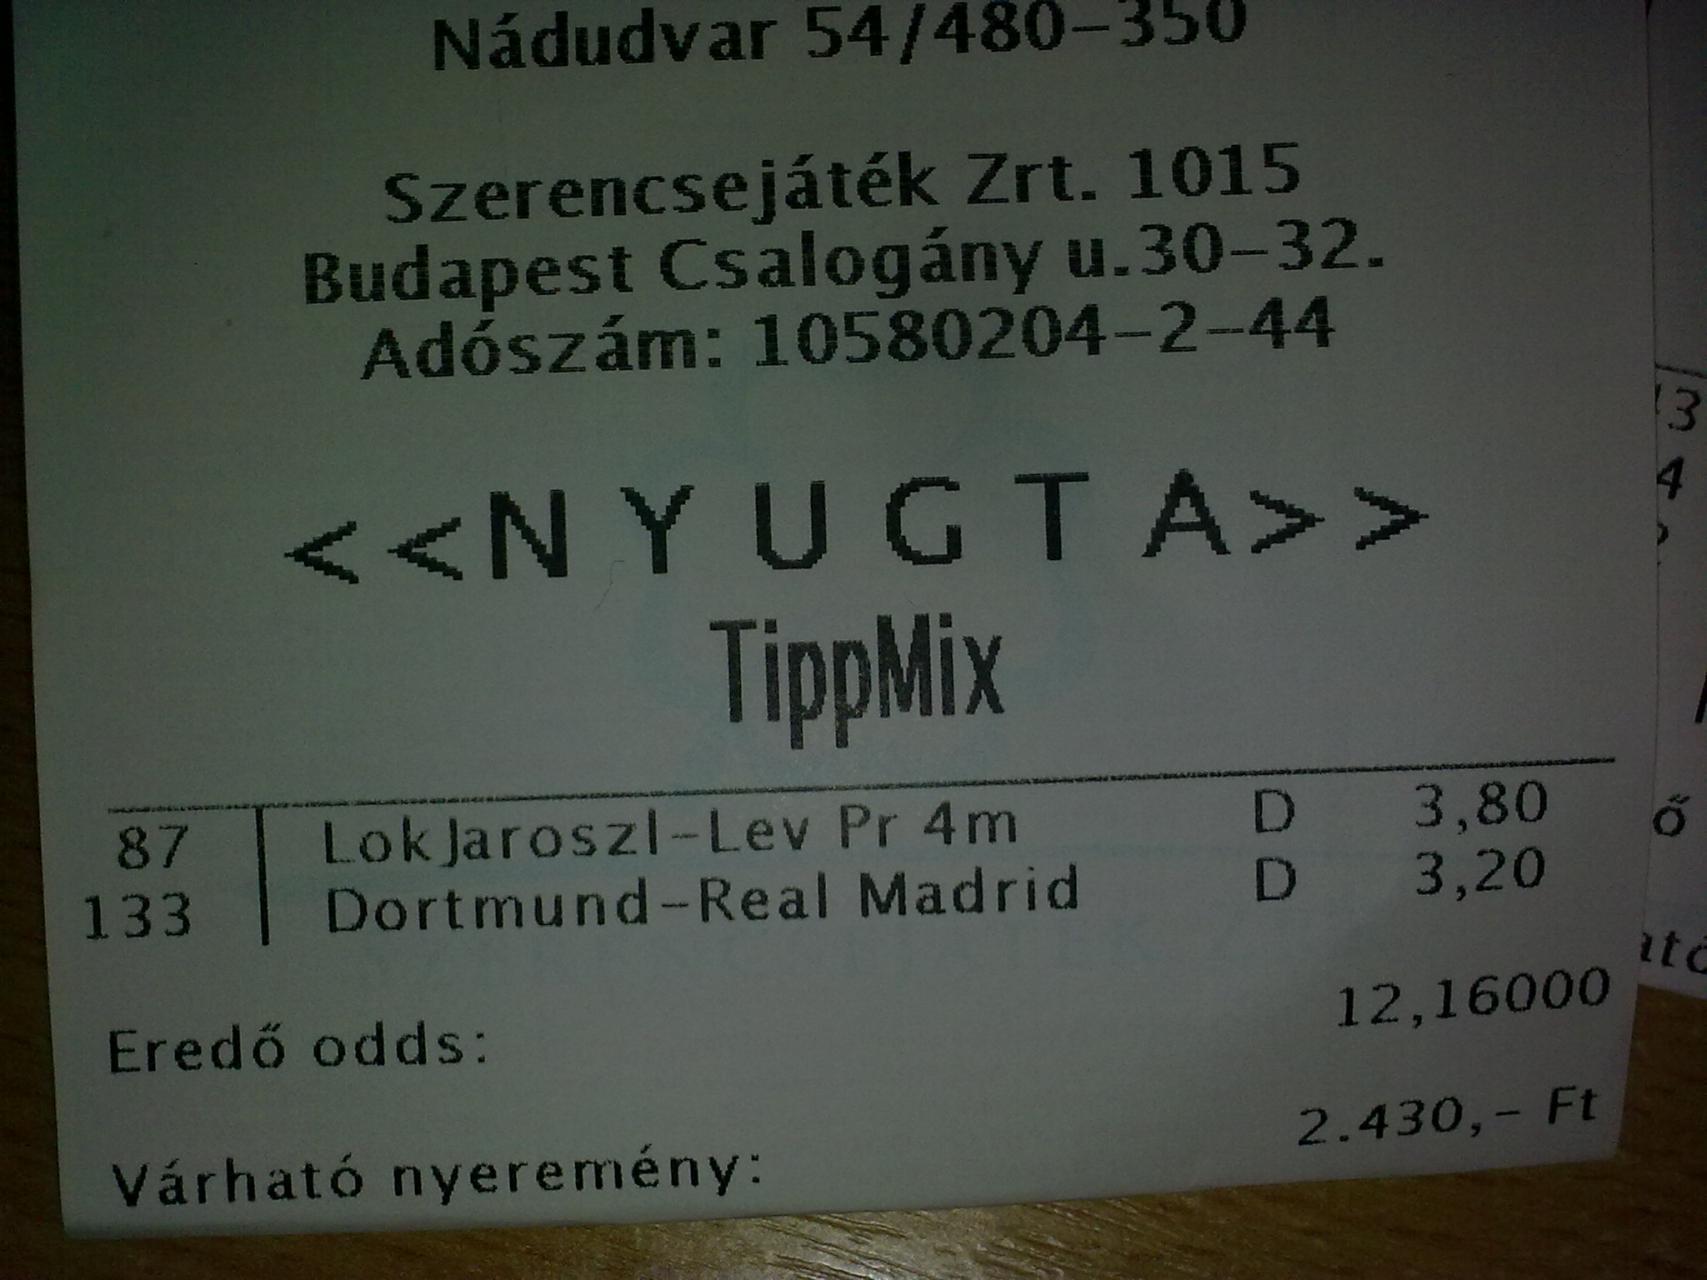 Nádudvar 54/480-350
Szerencsejáték Zrt. 1015
Budapest Csalogány u.30-32.
Adószám: 10580204-2-44
<<N Y U G T A>>
TippMix
87 LokJaroszl-Lev Pr 4m D 3,80
133 Dortmund-Real Madrid D 3,20
Eredő odds: 12,16000
Várható nyeremény: 2.430,- Ft